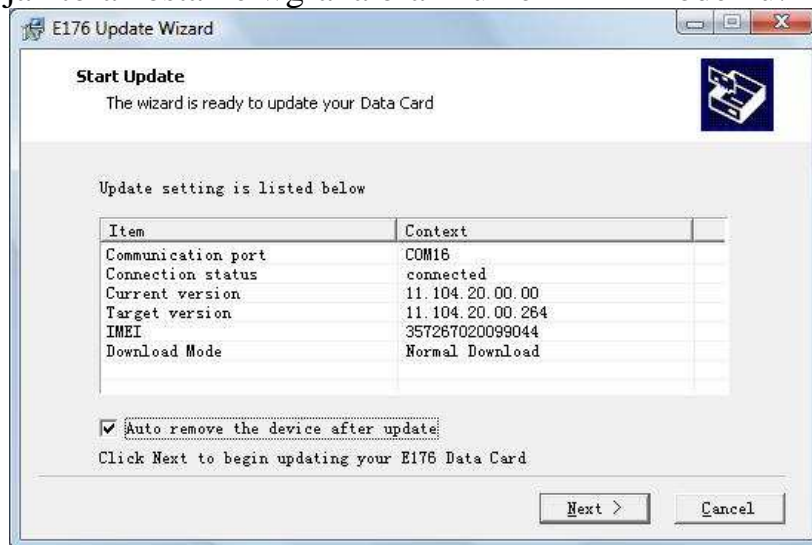 E176 Update Wizard
Start Update
The wizard is ready to update your Data Card
Update setting is listed below
Item Context
Communication port COM16
Connection status connected
Current version 11.104.20.00.00
Target version 11.104.20.00.264
IMEI 357267020099044
Download Mode Normal Download
Auto remove the device after update
Click Next to begin updating your E176 Data Card
Next > Cancel